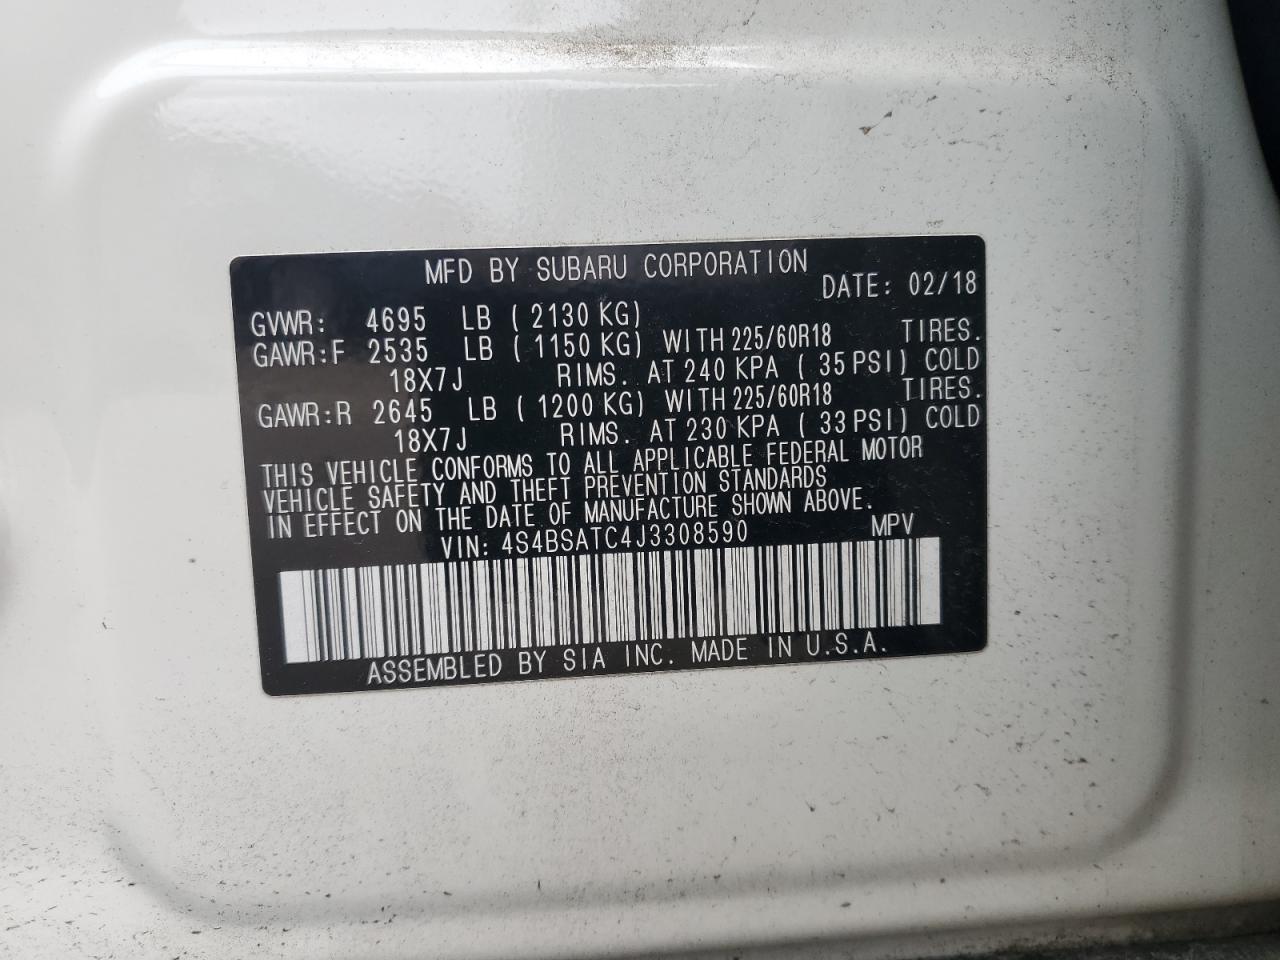 MFD BY SUBARU CORPORATION
DATE: 02/18
GVWR: 4695 LB ( 2130 KG)
GAWR:F 2535 LB ( 1150 KG) WITH 225/60R18 TIRES.
18X7J RIMS. AT 240 KPA ( 35 PSI) COLD
GAWR:R 2645 LB ( 1200 KG) WITH 225/60R18 TIRES.
18X7J RIMS. AT 230 KPA ( 33 PSI) COLD
THIS VEHICLE CONFORMS TO ALL APPLICABLE FEDERAL MOTOR
VEHICLE SAFETY AND THEFT PREVENTION STANDARDS
IN EFFECT ON THE DATE OF MANUFACTURE SHOWN ABOVE.
VIN: 4S4BSATC4J3308590 MPV
ASSEMBLED BY SIA INC. MADE IN U.S.A.